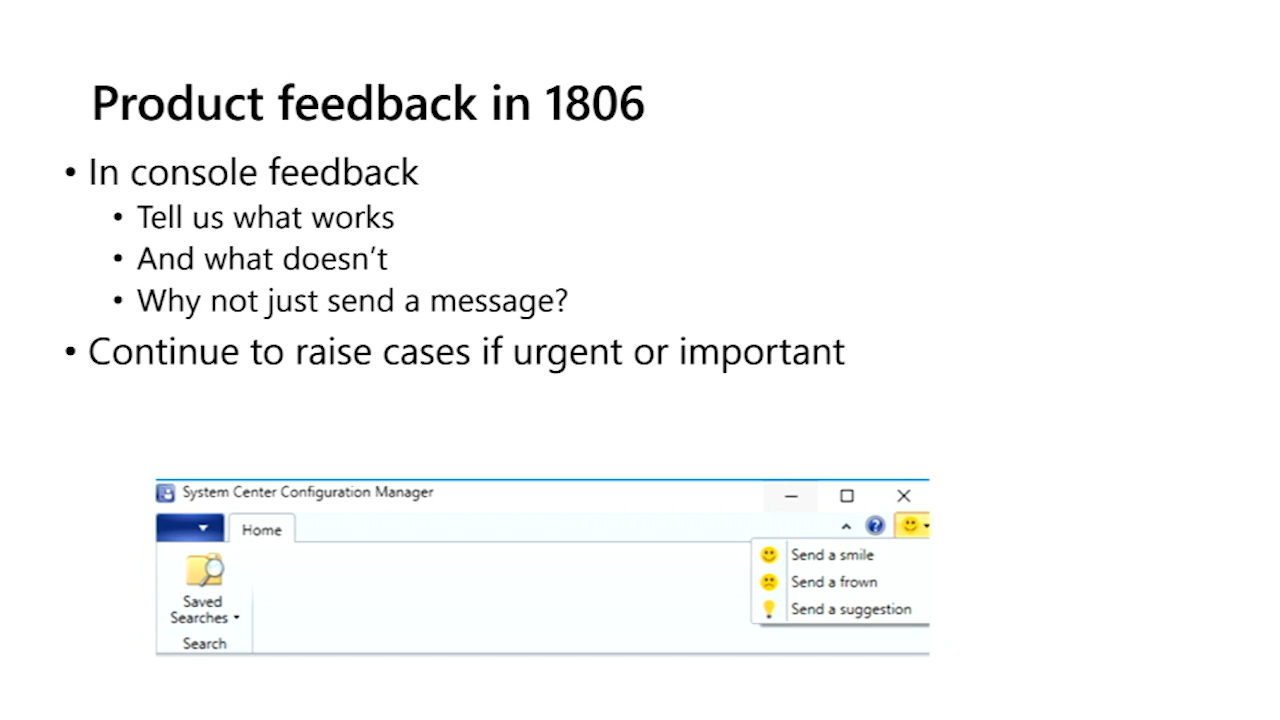 Product feedback in 1806
• In console feedback
• Tell us what works
• And what doesn’t
• Why not just send a message?
• Continue to raise cases if urgent or important
System Center Configuration Manager
Home
Send a smile
Send a frown
Send a suggestion
Saved
Searches
Search